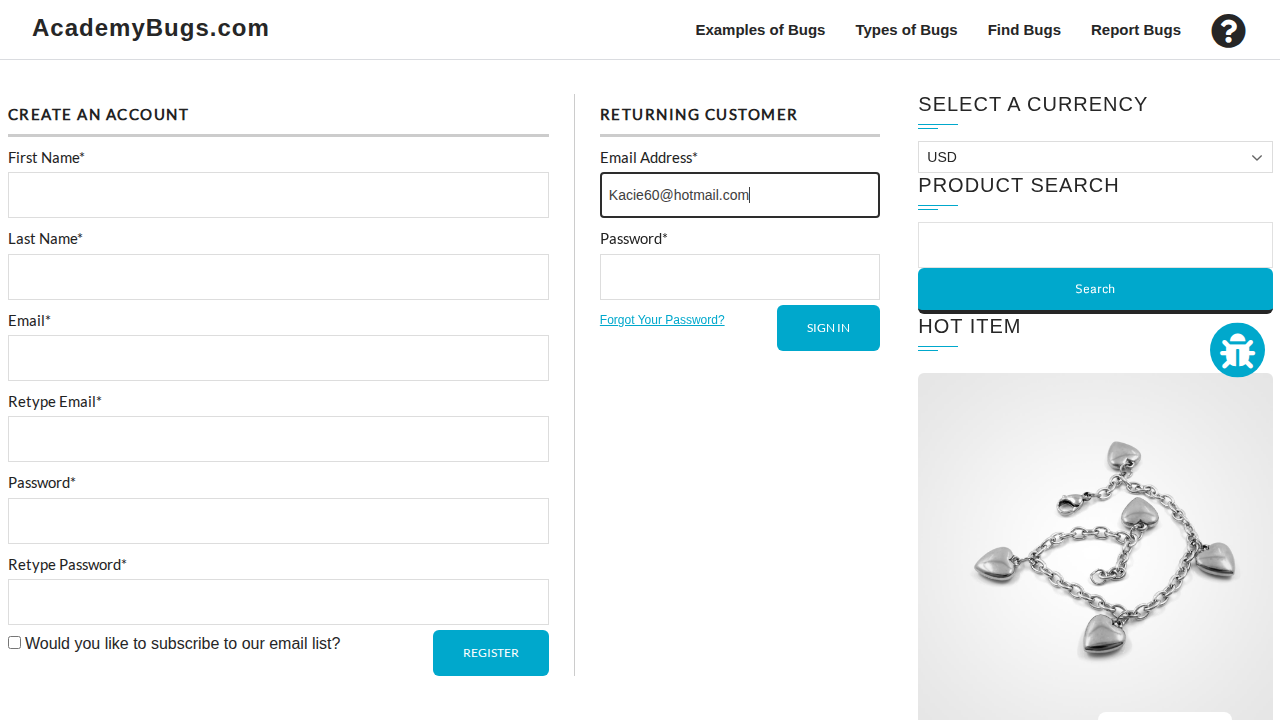 AcademyBugs.com
Examples of Bugs
Types of Bugs
Find Bugs
Report Bugs
CREATE AN ACCOUNT
First Name*
Last Name*
Email*
Retype Email*
Password*
Retype Password*
Would you like to subscribe to our email list?
REGISTER
RETURNING CUSTOMER
Email Address*
Kacie60@hotmail.com
Password*
Forgot Your Password?
SIGN IN
SELECT A CURRENCY
USD
PRODUCT SEARCH
Search
HOT ITEM